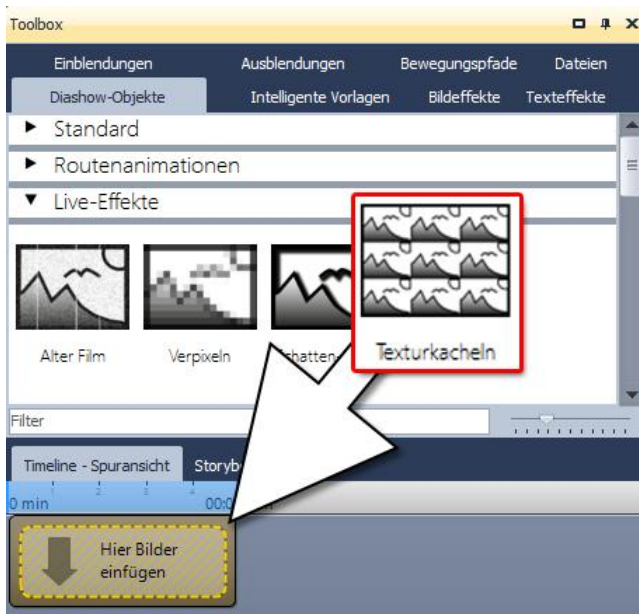 Toolbox
Einblendungen Ausblendungen Bewegungspfade Dateien
Diashow-Objekte Intelligente Vorlagen Bildeffekte Texteffekte
Standard
Routenanimationen
Live-Effekte
Alter Film Verpixeln Texturkacheln
Filter
Timeline - Spuransicht
0 min
Hier Bilder
einfügen